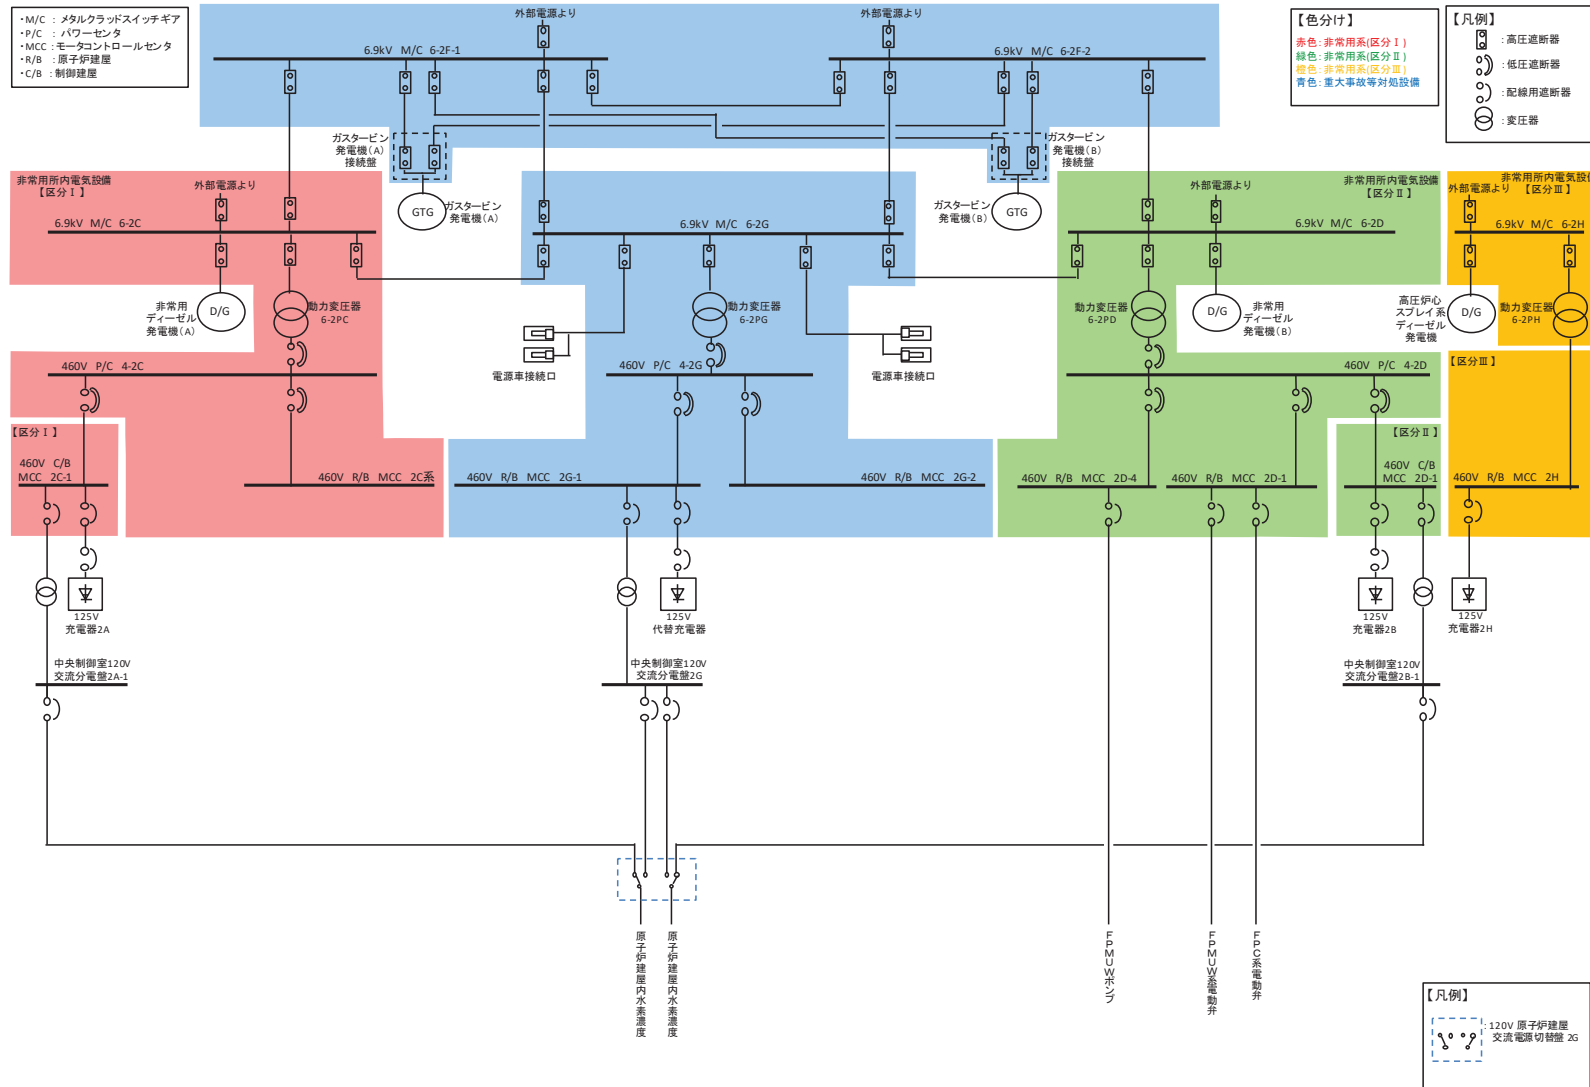 ・M/C ：メタルクラッドスイッチギア
・P/C ：パワーセンタ
・MCC：モータコントロールセンタ
・R/B ：原子炉建屋
・C/B ：制御建屋
外部電源より
外部電源より
6.9kV M/C 6-2F-1
6.9kV M/C 6-2F-2
【色分け】
赤色：非常用系(区分Ⅰ)
緑色：非常用系(区分Ⅱ)
橙色：非常用系(区分Ⅲ)
青色：重大事故等対処設備
【凡例】
：高圧遮断器
：低圧遮断器
：配線用遮断器
：変圧器
ガスタービン
発電機(A)
接続盤
ガスタービン
発電機(B)
接続盤
非常用所内電気設備
【区分Ⅰ】
外部電源より
6.9kV M/C 6-2C
GTG
ガスタービン
発電機(A)
6.9kV M/C 6-2G
ガスタービン
発電機(B)
GTG
外部電源より
非常用所内電気設備
【区分Ⅱ】
6.9kV M/C 6-2D
非常用所内電気設備
【区分Ⅲ】
外部電源より
6.9kV M/C 6-2H
非常用
ディーゼル
発電機(A)
D/G
動力変圧器
6-2PC
動力変圧器
6-2PG
動力変圧器
6-2PD
D/G
非常用
ディーゼル
発電機(B)
高圧炉心
スプレイ系
ディーゼル
発電機
D/G
動力変圧器
6-2PH
460V P/C 4-2C
電源車接続口
460V P/C 4-2G
電源車接続口
460V P/C 4-2D
【区分Ⅲ】
【区分Ⅰ】
460V C/B
MCC 2C-1
460V R/B MCC 2C系
460V R/B MCC 2G-1
460V R/B MCC 2G-2
460V R/B MCC 2D-4
460V R/B MCC 2D-1
【区分Ⅱ】
460V C/B
MCC 2D-1
460V R/B MCC 2H
125V
充電器2A
125V
代替充電器
125V
充電器2B
125V
充電器2H
中央制御室120V
交流分電盤2A-1
中央制御室120V
交流分電盤2G
中央制御室120V
交流分電盤2B-1
原子炉建屋内水素濃度
原子炉建屋内水素濃度
FPMUWポンプ
FPMUW系電動弁
FPC系電動弁
【凡例】
：120V 原子炉建屋
交流電源切替盤 2G